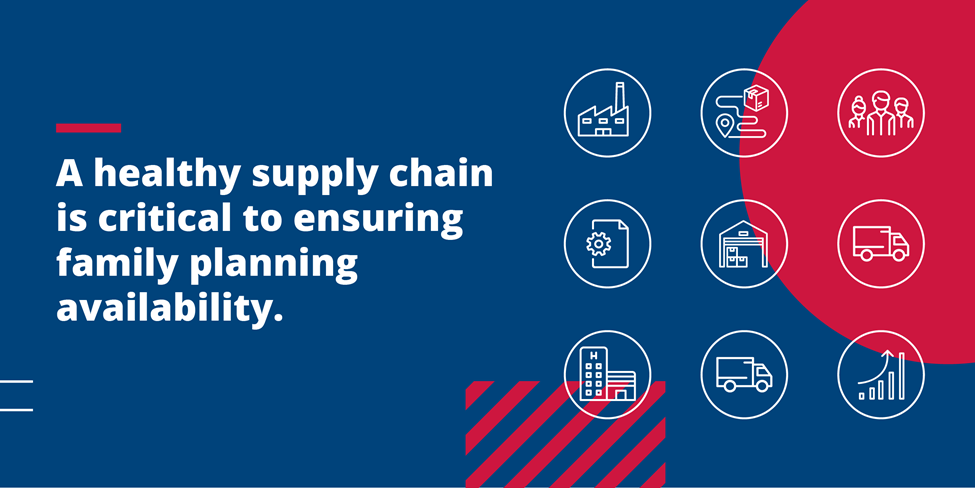 A healthy supply chain
is critical to ensuring
family planning
availability.
H